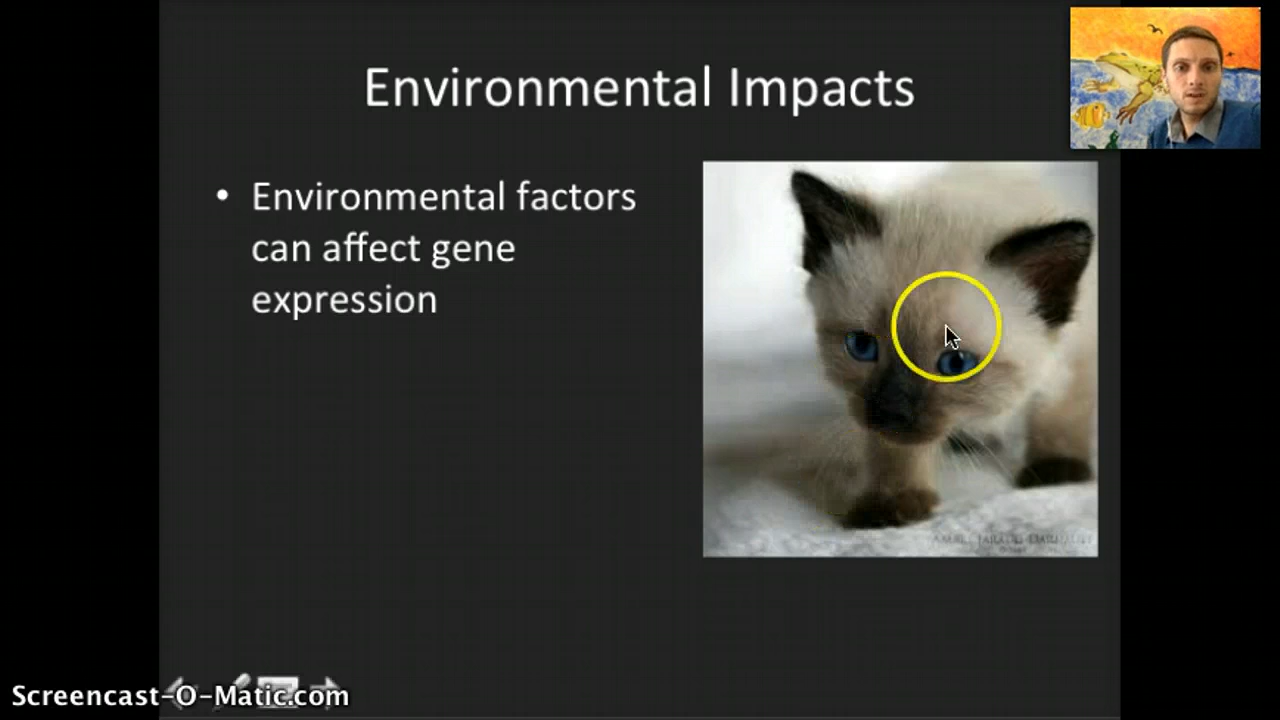 Environmental Impacts
• Environmental factors
can affect gene
expression
Screencast-O-Matic.com